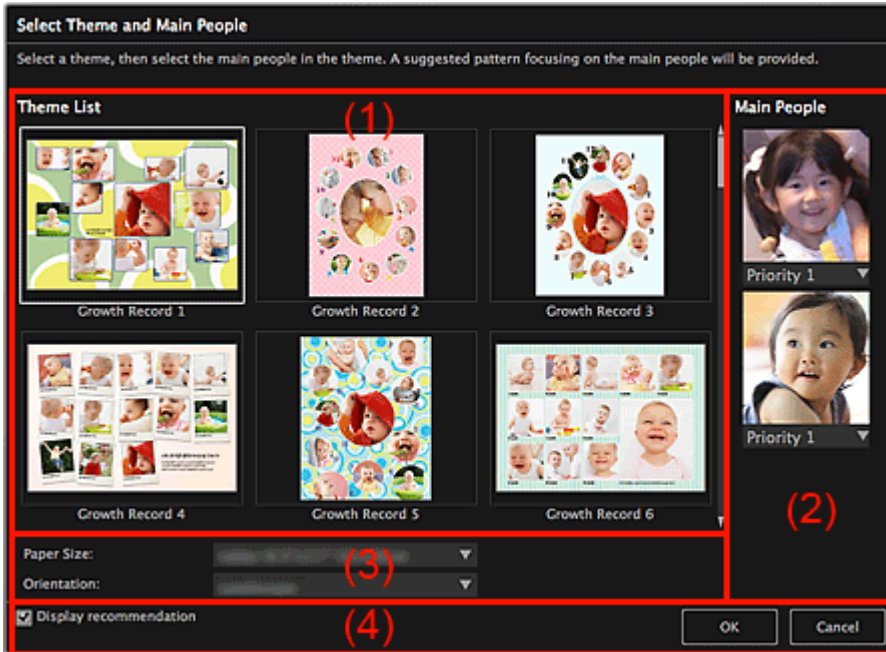 Select Theme and Main People
Select a theme, then select the main people in the theme. A suggested pattern focusing on the main people will be provided.
Theme List
(1)
Main People
Growth Record 1
Growth Record 2
Growth Record 3
Priority 1
Growth Record 4
Growth Record 5
Growth Record 6
Priority 1
(2)
Paper Size:
(3)
Orientation:
Display recommendation
(4)
OK
Cancel